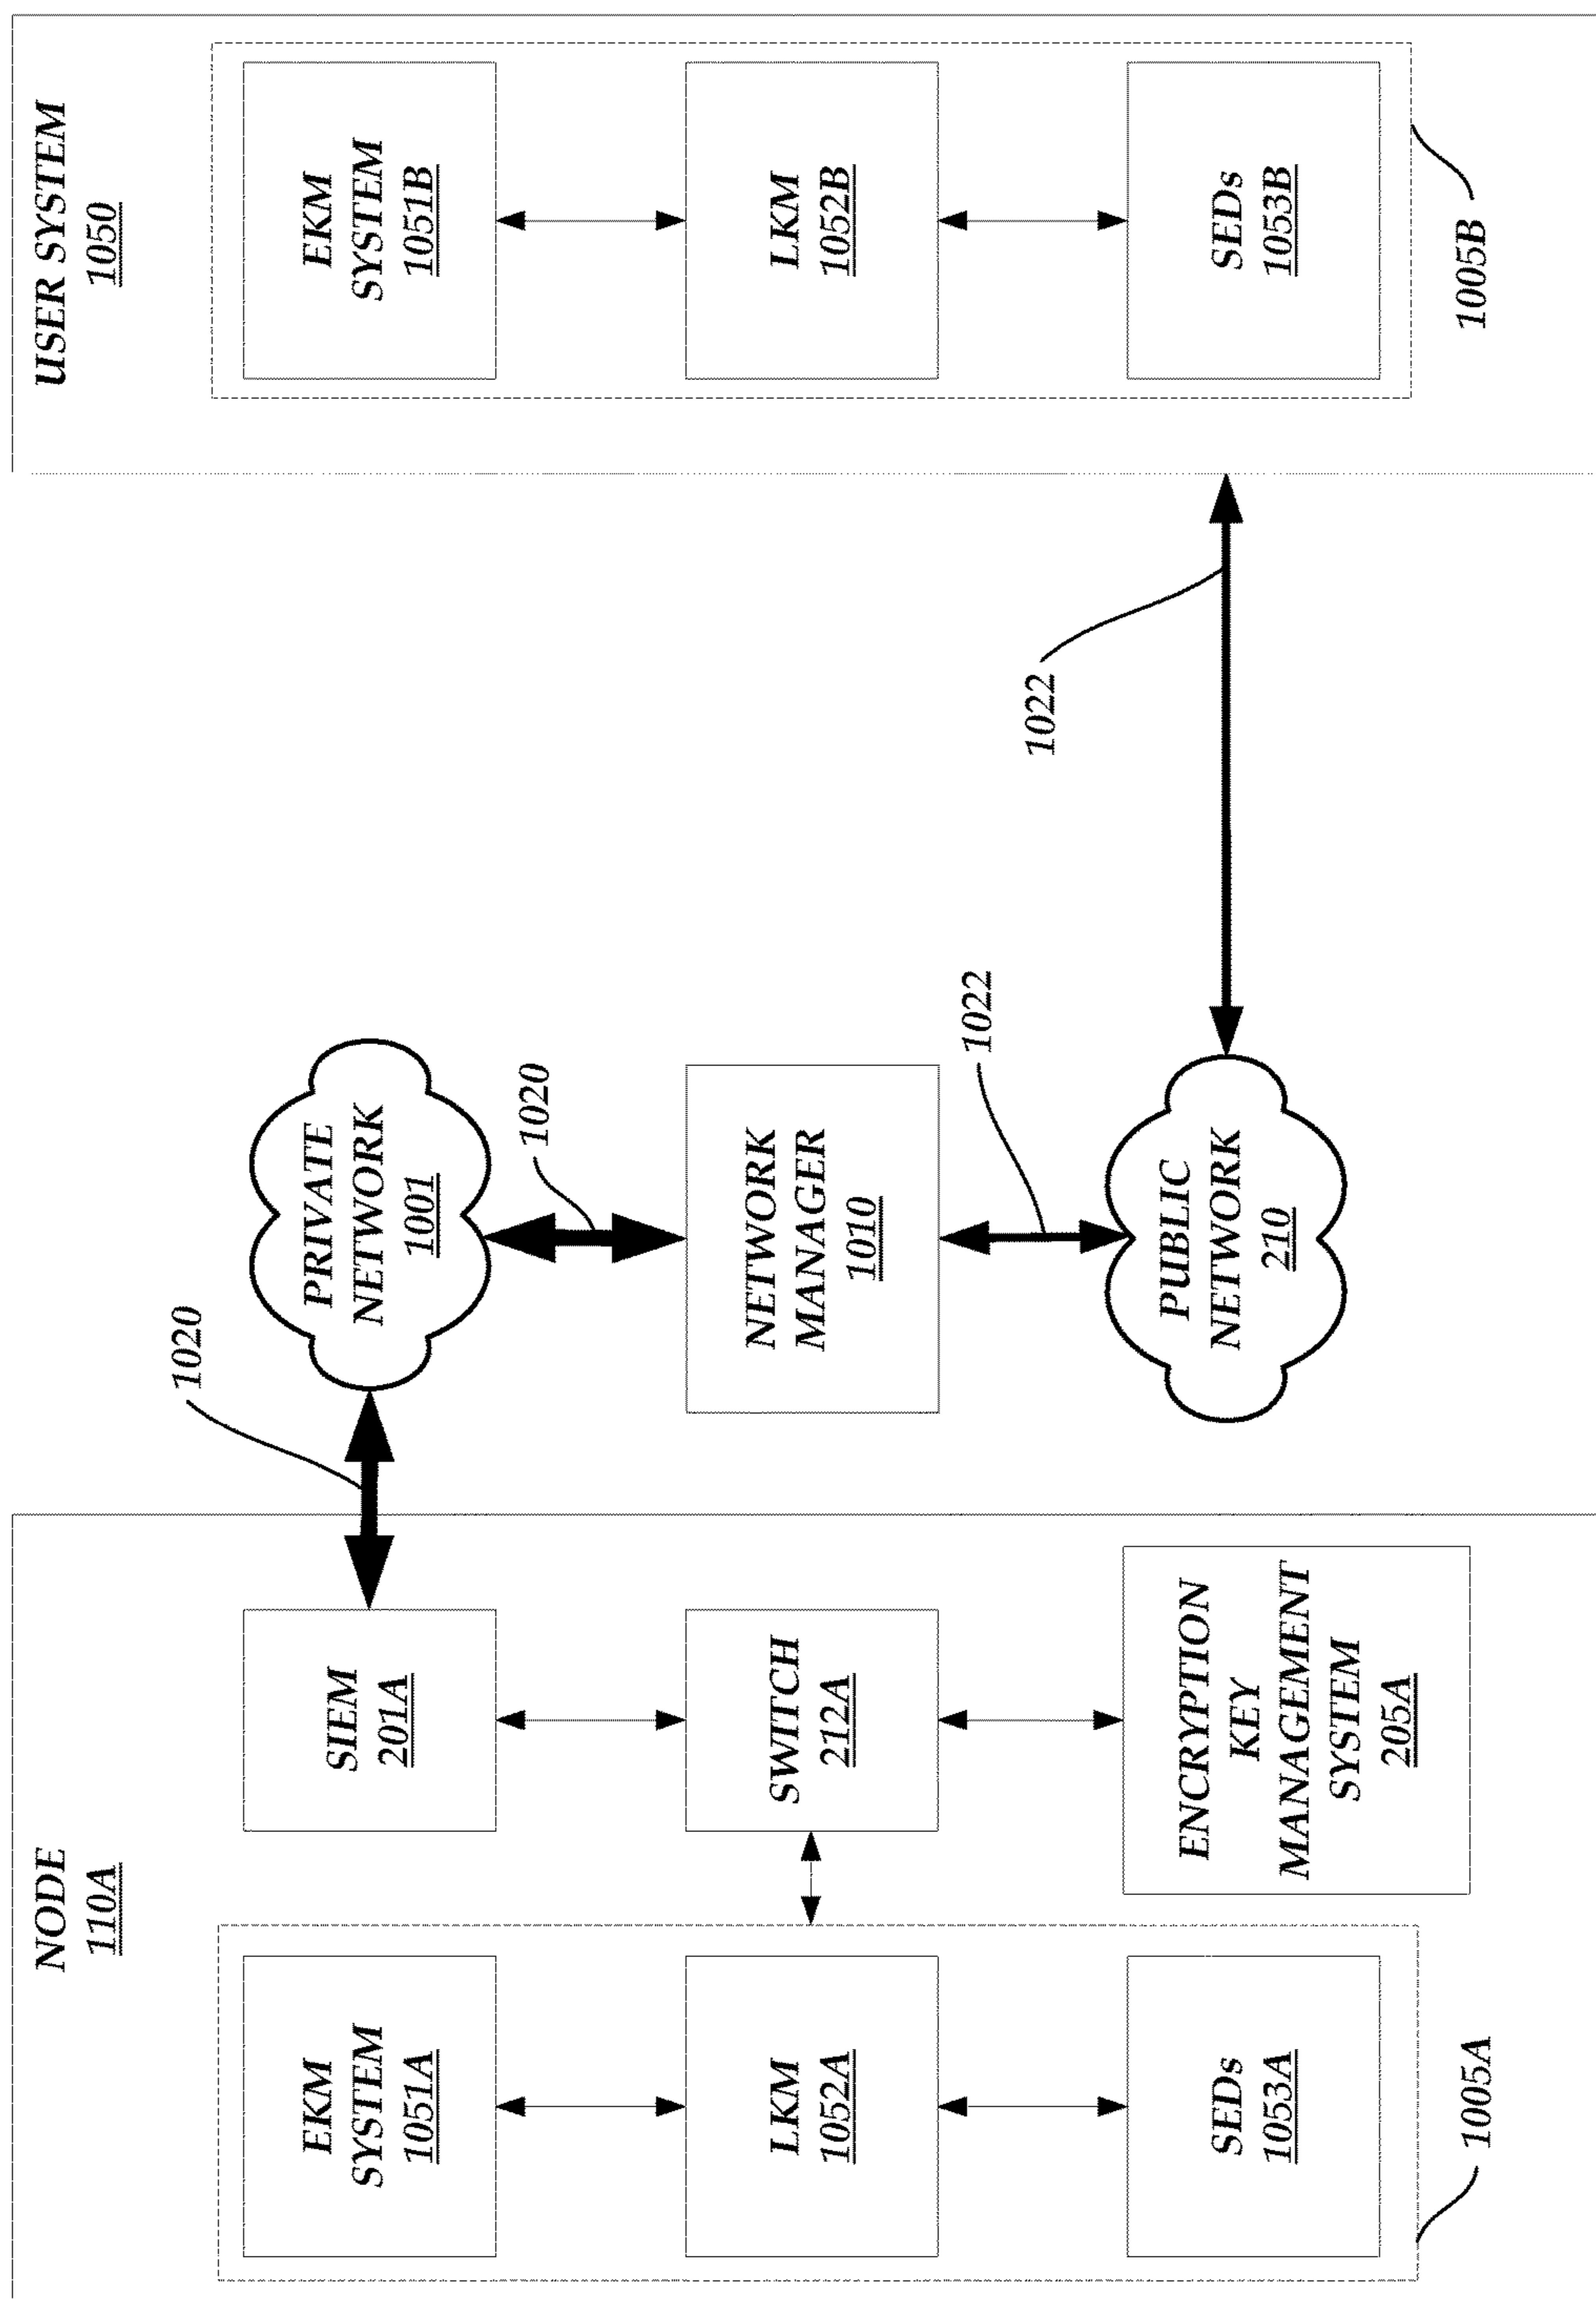 NODE
110A
EKM
SYSTEM
1051A
LKM
1052A
SEDs
1053A
1005A
SIEM
201A
SWITCH
212A
ENCRYPTION
KEY
MANAGEMENT
SYSTEM
205A
1020
PRIVATE
NETWORK
1001
1020
NETWORK
MANAGER
1010
1022
PUBLIC
NETWORK
210
1022
USER SYSTEM
1050
EKM
SYSTEM
1051B
LKM
1052B
SEDs
1053B
1005B